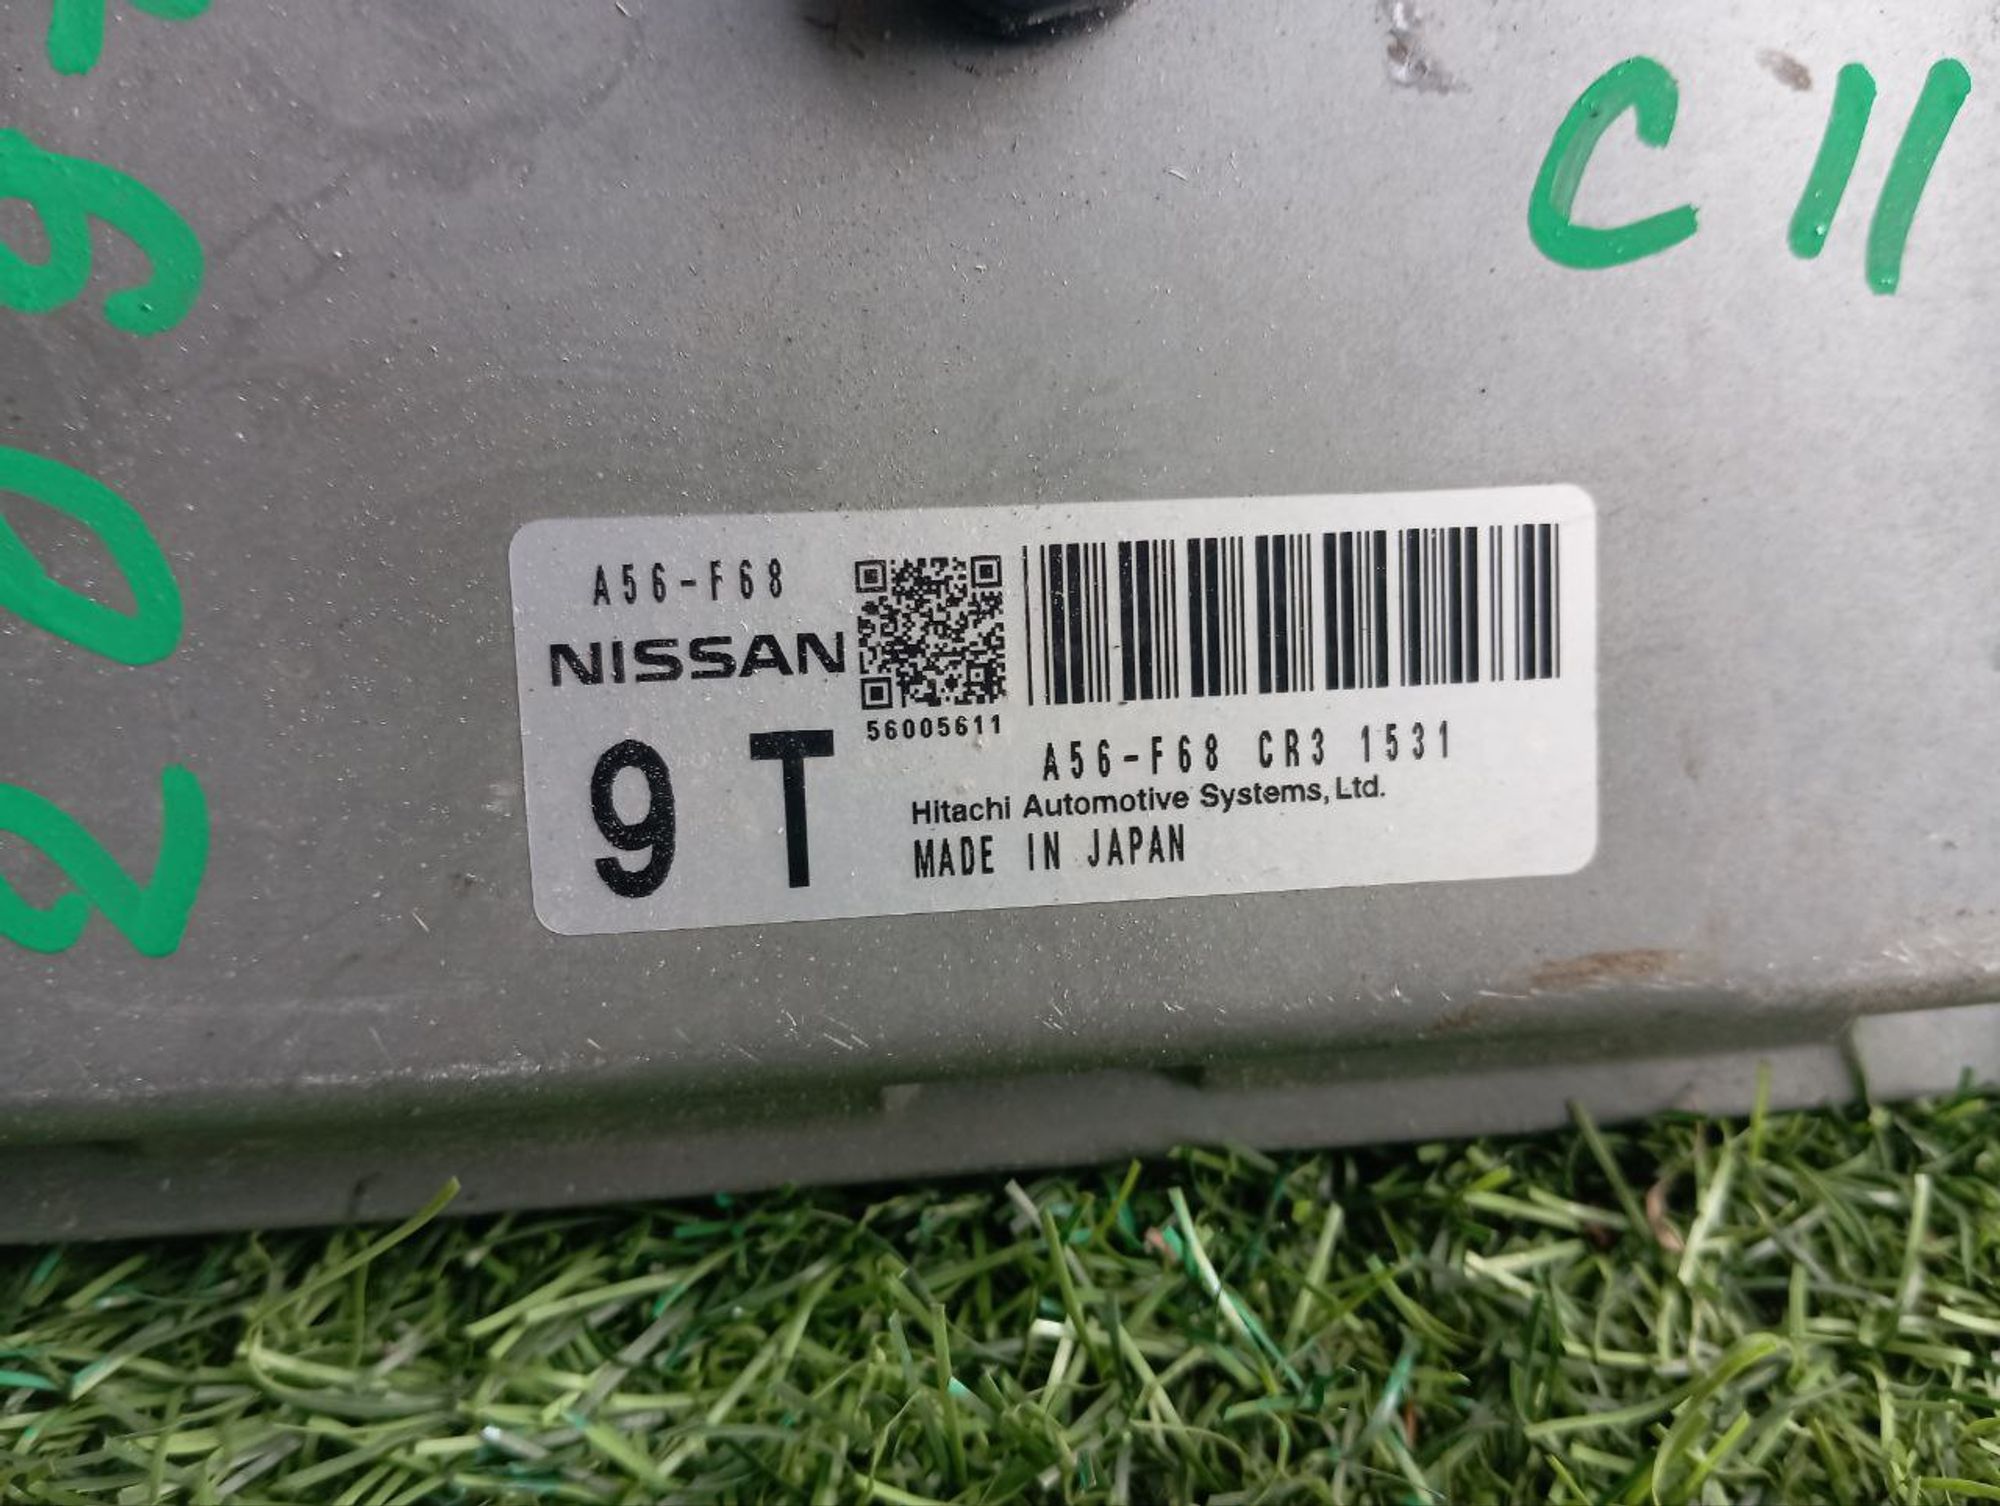 C11
A56-F68
NISSAN
56005611
9T
A56-F68 CR3 1531
Hitachi Automotive Systems, Ltd.
MADE IN JAPAN